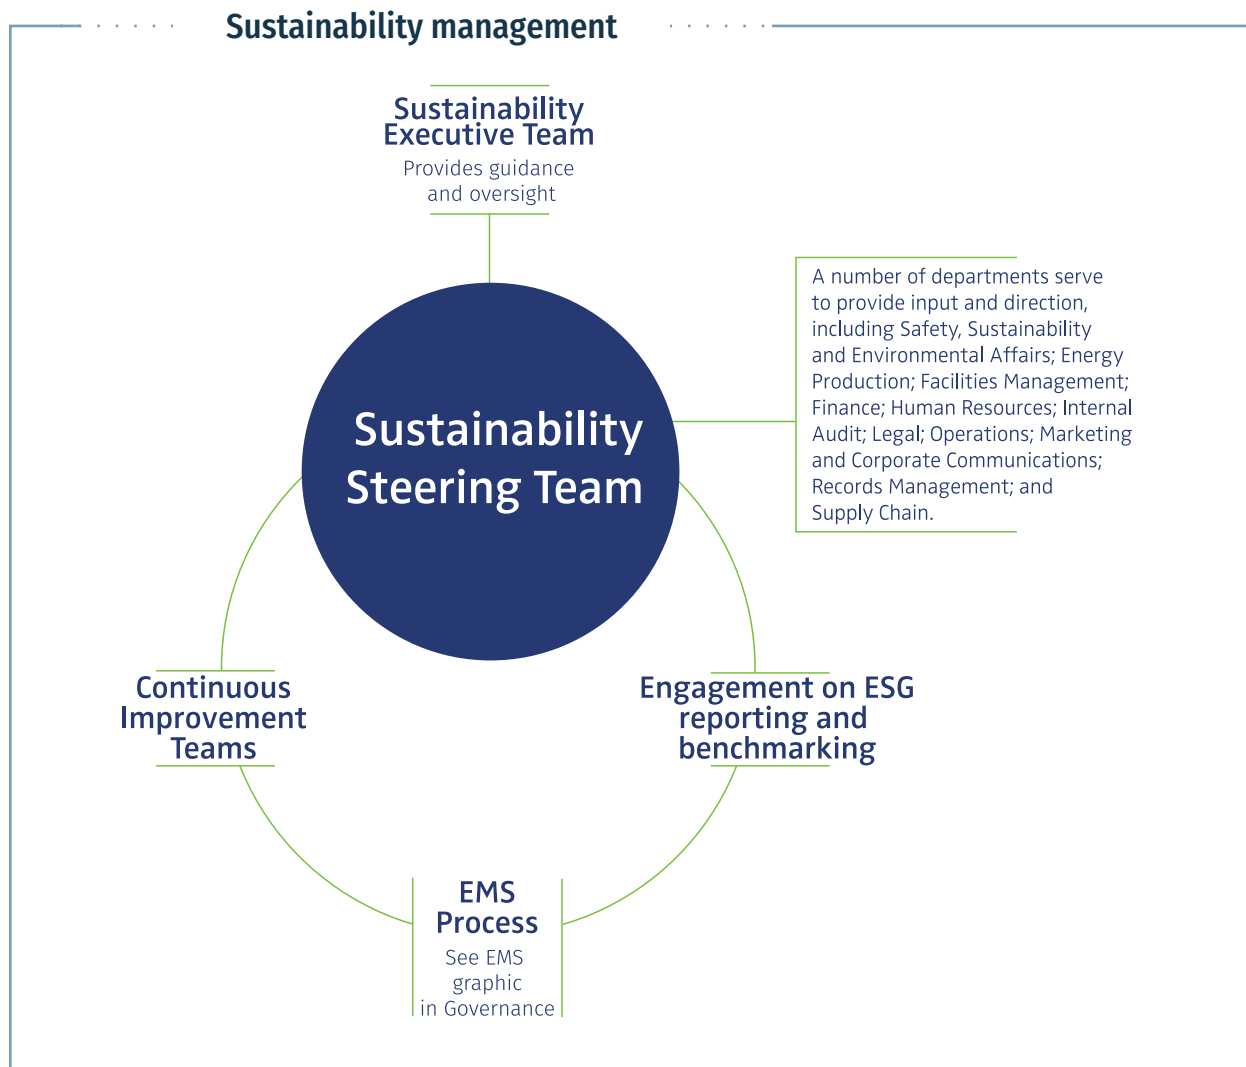 Sustainability management
Sustainability
Executive Team
Provides guidance
and oversight
A number of departments serve
to provide input and direction,
including Safety, Sustainability
and Environmental Affairs; Energy
Production; Facilities Management;
Finance; Human Resources; Internal
Audit; Legal; Operations; Marketing
and Corporate Communications;
Records Management; and
Supply Chain.
Sustainability
Steering Team
Continuous
Improvement
Teams
Engagement on ESG
reporting and
benchmarking
EMS
Process
See EMS
graphic
in Governance